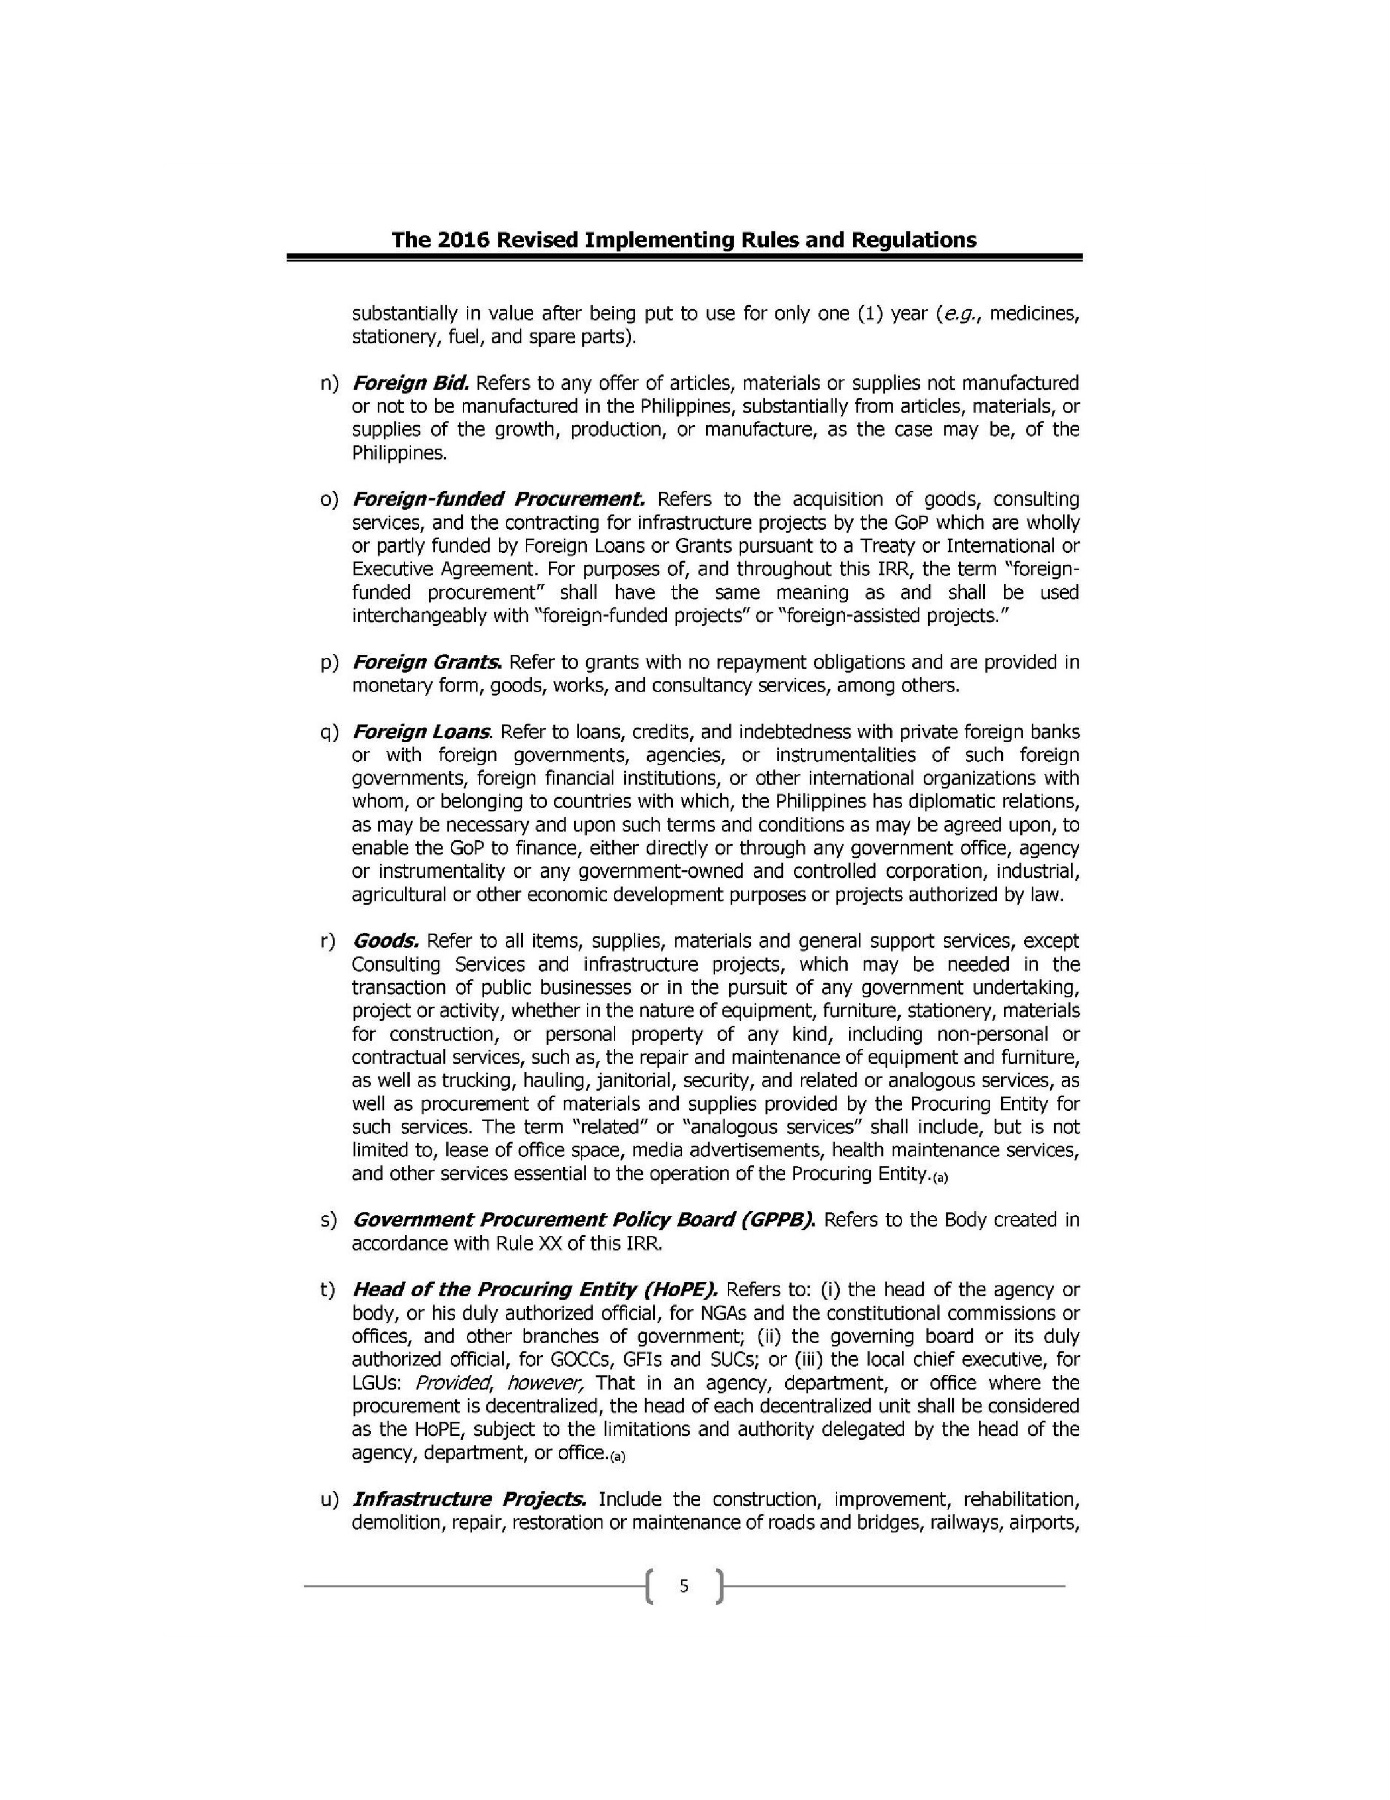 The 2016 Revised Implementing Rules and Regulations
substantially in value after being put to use for only one (1) year (e.g., medicines,
stationery, fuel, and spare parts).
n) Foreign Bid. Refers to any offer of articles, materials or supplies not manufactured
or not to be manufactured in the Philippines, substantially from articles, materials, or
supplies of the growth, production, or manufacture, as the case may be, of the
Philippines.
o) Foreign-funded Procurement. Refers to the acquisition of goods, consulting
services, and the contracting for infrastructure projects by the GoP which are wholly
or partly funded by Foreign Loans or Grants pursuant to a Treaty or International or
Executive Agreement. For purposes of, and throughout this IRR, the term “foreign-
funded procurement” shall have the same meaning as and shall be used
interchangeably with “foreign-funded projects” or “foreign-assisted projects.”
p) Foreign Grants. Refer to grants with no repayment obligations and are provided in
monetary form, goods, works, and consultancy services, among others.
q) Foreign Loans. Refer to loans, credits, and indebtedness with private foreign banks
or with foreign governments, agencies, or instrumentalities of such foreign
governments, foreign financial institutions, or other international organizations with
whom, or belonging to countries with which, the Philippines has diplomatic relations,
as may be necessary and upon such terms and conditions as may be agreed upon, to
enable the GoP to finance, either directly or through any government office, agency
or instrumentality or any government-owned and controlled corporation, industrial,
agricultural or other economic development purposes or projects authorized by law.
r) Goods. Refer to all items, supplies, materials and general support services, except
Consulting Services and infrastructure projects, which may be needed in the
transaction of public businesses or in the pursuit of any government undertaking,
project or activity, whether in the nature of equipment, furniture, stationery, materials
for construction, or personal property of any kind, including non-personal or
contractual services, such as, the repair and maintenance of equipment and furniture,
as well as trucking, hauling, janitorial, security, and related or analogous services, as
well as procurement of materials and supplies provided by the Procuring Entity for
such services. The term “related” or “analogous services” shall include, but is not
limited to, lease of office space, media advertisements, health maintenance services,
and other services essential to the operation of the Procuring Entity.(a)
s) Government Procurement Policy Board (GPPB). Refers to the Body created in
accordance with Rule XX of this IRR.
t) Head of the Procuring Entity (HoPE). Refers to: (i) the head of the agency or
body, or his duly authorized official, for NGAs and the constitutional commissions or
offices, and other branches of government; (ii) the governing board or its duly
authorized official, for GOCCs, GFIs and SUCs; or (iii) the local chief executive, for
LGUs: Provided, however, That in an agency, department, or office where the
procurement is decentralized, the head of each decentralized unit shall be considered
as the HoPE, subject to the limitations and authority delegated by the head of the
agency, department, or office.(a)
u) Infrastructure Projects. Include the construction, improvement, rehabilitation,
demolition, repair, restoration or maintenance of roads and bridges, railways, airports,
5